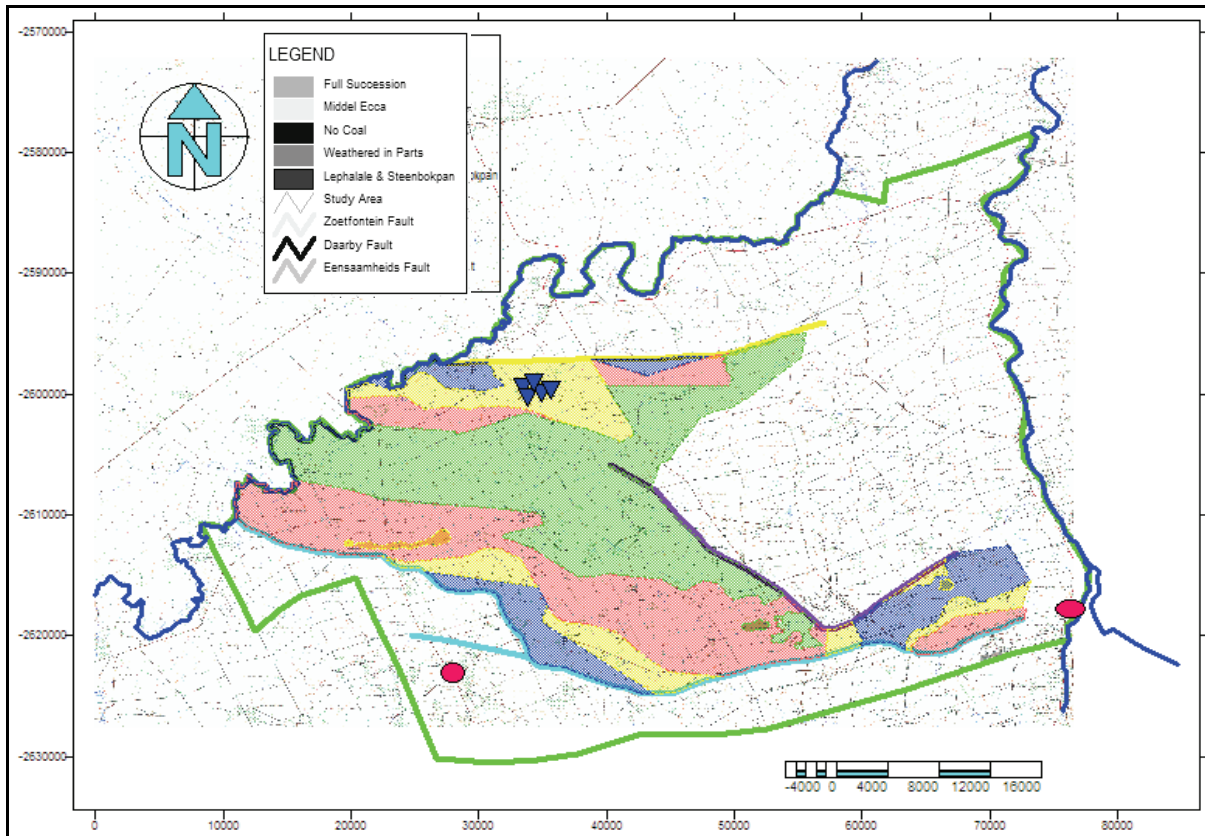 -2570000
-2580000
-2590000
-2600000
-2610000
-2620000
-2630000
N
LEGEND
Full Succession
Middel Ecca
No Coal
Weathered in Parts
Lephalale & Steenbokpan
Study Area
Zoetfontein Fault
Daarby Fault
Eensaamheids Fault
-4000 0 4000 8000 12000 16000
0 10000 20000 30000 40000 50000 60000 70000 80000